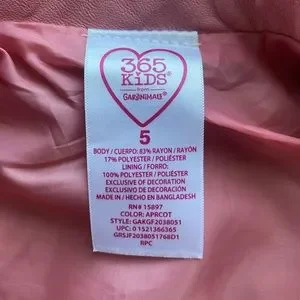 365
KiDS®
from
GARANIMALS®
5
BODY / CUERPO: 83% RAYON / RAYÓN
17% POLYESTER / POLIÉSTER
LINING / FORRO:
100% POLYESTER / POLIÉSTER
EXCLUSIVE OF DECORATION
EXCLUSIVO DE DECORACIÓN
MADE IN / HECHO EN BANGLADESH
RN# 15897
COLOR: APRCOT
STYLE: GAKGF2038051
UPC: 0 1521386365
GRSJF2038051768D1
RPC